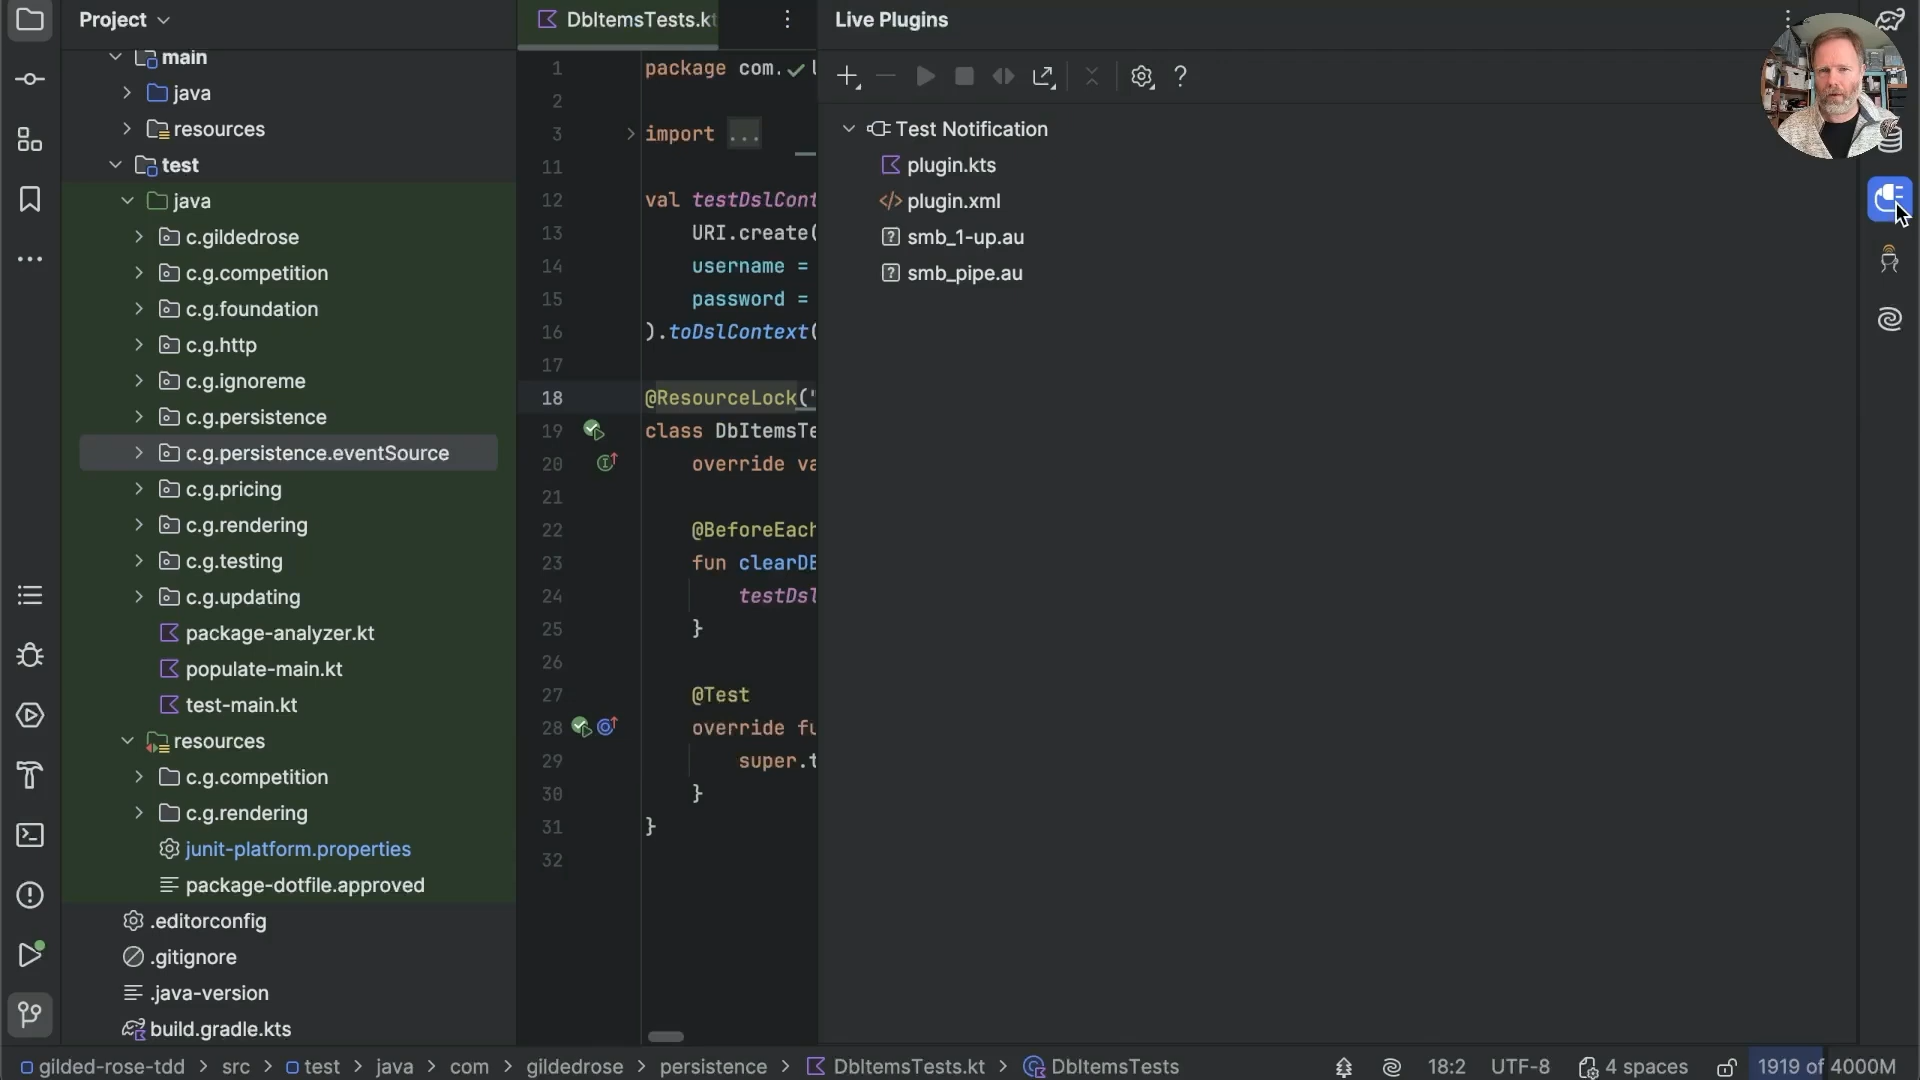 Project
main
java
resources
test
java
c.gildedrose
c.g.competition
c.g.foundation
c.g.http
c.g.ignoreme
c.g.persistence
c.g.persistence.eventSource
c.g.pricing
c.g.rendering
c.g.testing
c.g.updating
package-analyzer.kt
populate-main.kt
test-main.kt
resources
c.g.competition
c.g.rendering
junit-platform.properties
package-dotfile.approved
.editorconfig
.gitignore
.java-version
build.gradle.kts
DbItemsTests.kt
1 package com.
2
3 import ...
11
12 val testDslCont
13 URI.create(
14 username =
15 password =
16 ).toDslContext(
17
18 @ResourceLock("
19 class DbItemsTe
20 override va
21
22 @BeforeEach
23 fun clearDB
24 testDsl
25 }
26
27 @Test
28 override fu
29 super.t
30 }
31 }
32
Live Plugins
Test Notification
plugin.kts
plugin.xml
smb_1-up.au
smb_pipe.au
gilded-rose-tdd > src > test > java > com > gildedrose > persistence > DbItemsTests.kt > DbItemsTests
18:2 UTF-8 4 spaces 1919 of 4000M